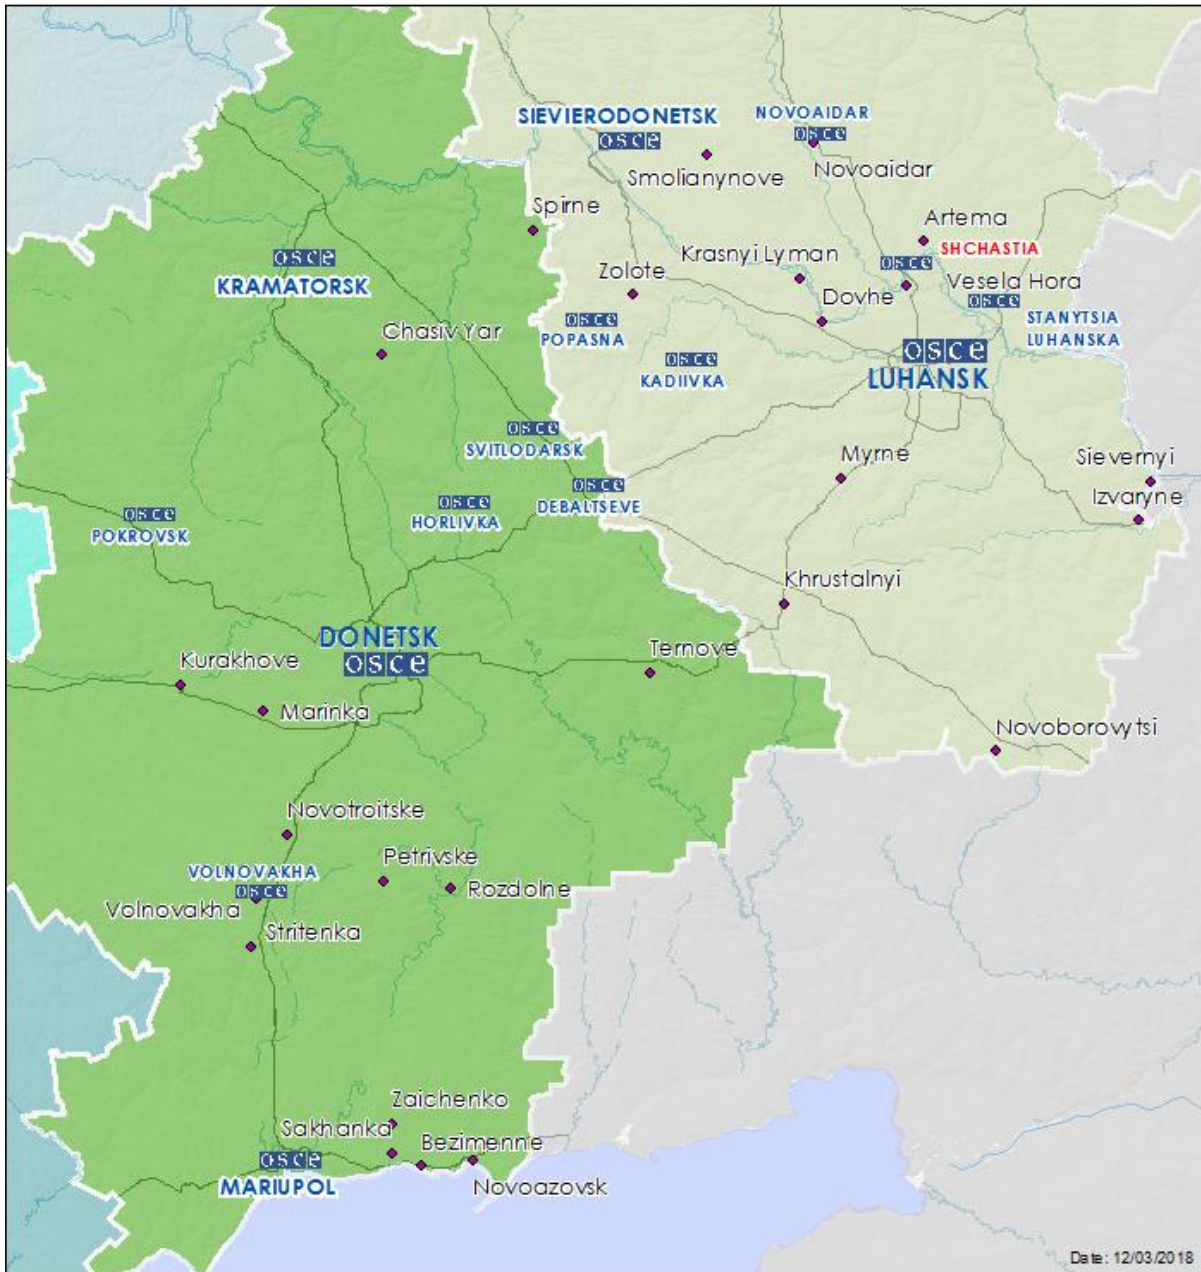 SIEVIERODONETSK
osce
NOVOAIDAR
osce
Smolianynove
Novoaidar
Spirne
Artema
SHCHASTIA
osce
KRAMATORSK
Krasnyi Lyman
osce
Zolote
Vesela Hora
Dovhe
osce
STANYTSIA
LUHANSKA
osce
POPASNA
Chasiv Yar
osce
KADIIVKA
osce
LUHANSK
osce
SVITLODARSK
Myrne
Sievernyi
osce
DEBALTSEVE
Izvaryne
osce
HORLIVKA
osce
POKROVSK
Khrustalnyi
DONETSK
osce
Kurakhove
Ternove
Marinka
Novoborovytsi
Novotroitske
VOLNOVAKHA
osce
Petrivske
Rozdolne
Volnovakha
Stritenka
Zaichenko
Sakhanka
Bezimenne
osce
MARIUPOL
Novoazovsk
Date: 12/03/2018